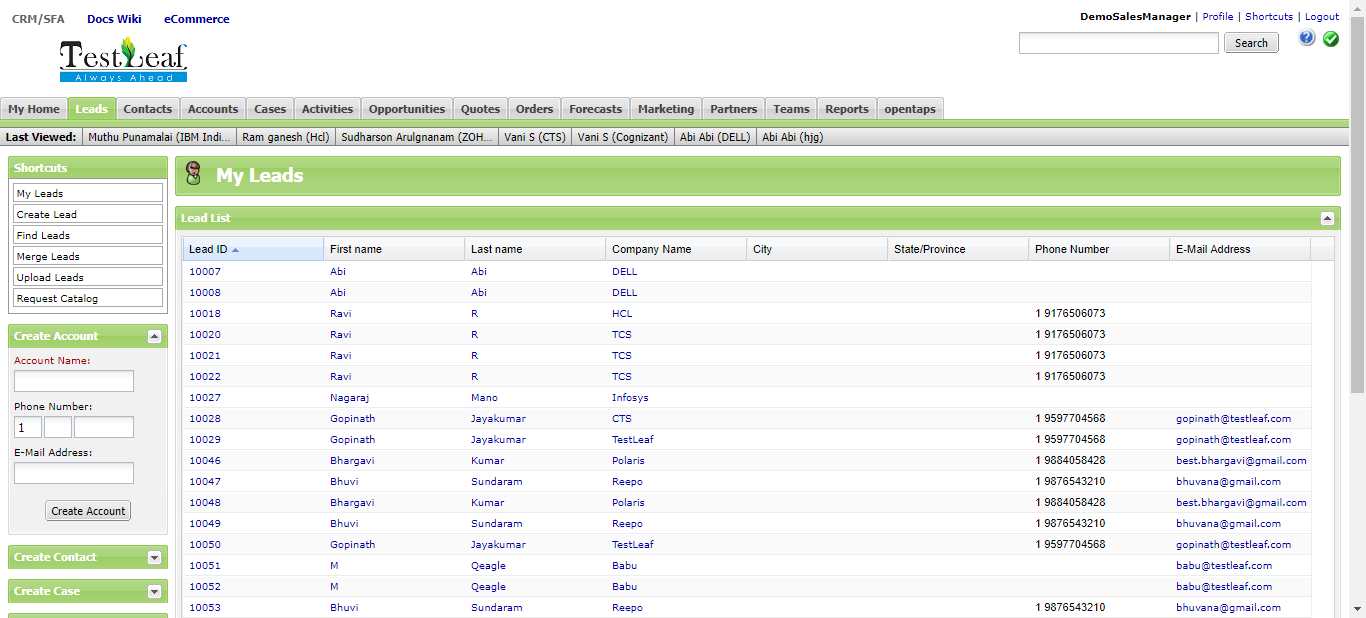 CRM/SFA Docs Wiki eCommerce
DemoSalesManager | Profile | Shortcuts | Logout
TestLeaf
Always Ahead
Search
My Home Leads Contacts Accounts Cases Activities Opportunities Quotes Orders Forecasts Marketing Partners Teams Reports opentaps
Last Viewed: Muthu Punamalai (IBM Indi... Ram ganesh (Hcl) Sudharson Arulgnanam (ZOH... Vani S (CTS) Vani S (Cognizant) Abi Abi (DELL) Abi Abi (hjg)
Shortcuts
My Leads
Create Lead
Find Leads
Merge Leads
Upload Leads
Request Catalog
Create Account
Account Name:
Phone Number:
1
E-Mail Address:
Create Account
Create Contact
Create Case
My Leads
Lead List
Lead ID First name Last name Company Name City State/Province Phone Number E-Mail Address
10007 Abi Abi DELL
10008 Abi Abi DELL
10018 Ravi R HCL 1 9176506073
10020 Ravi R TCS 1 9176506073
10021 Ravi R TCS 1 9176506073
10022 Ravi R TCS 1 9176506073
10027 Nagaraj Mano Infosys
10028 Gopinath Jayakumar CTS 1 9597704568 gopinath@testleaf.com
10029 Gopinath Jayakumar TestLeaf 1 9597704568 gopinath@testleaf.com
10046 Bhargavi Kumar Polaris 1 9884058428 best.bhargavi@gmail.com
10047 Bhuvi Sundaram Reepo 1 9876543210 bhuvana@gmail.com
10048 Bhargavi Kumar Polaris 1 9884058428 best.bhargavi@gmail.com
10049 Bhuvi Sundaram Reepo 1 9876543210 bhuvana@gmail.com
10050 Gopinath Jayakumar TestLeaf 1 9597704568 gopinath@testleaf.com
10051 M Qeagle Babu babu@testleaf.com
10052 M Qeagle Babu babu@testleaf.com
10053 Bhuvi Sundaram Reepo 1 9876543210 bhuvana@gmail.com